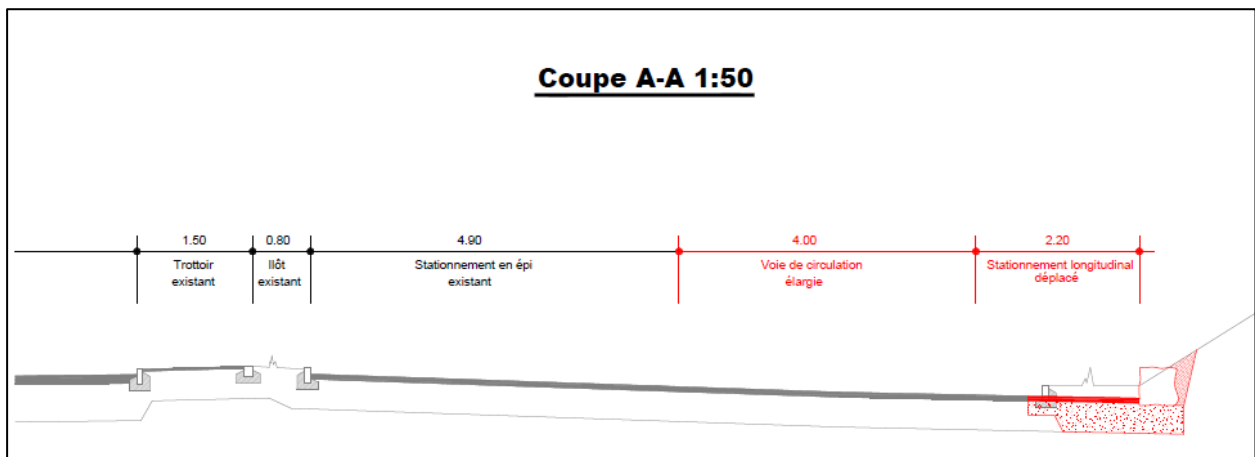 Coupe A-A 1:50
1.50 0.80 4.90 4.00 2.20
Trottoir existant
Ilôt existant
Stationnement en épi
existant
Voie de circulation
élargie
Stationnement longitudinal
déplacé